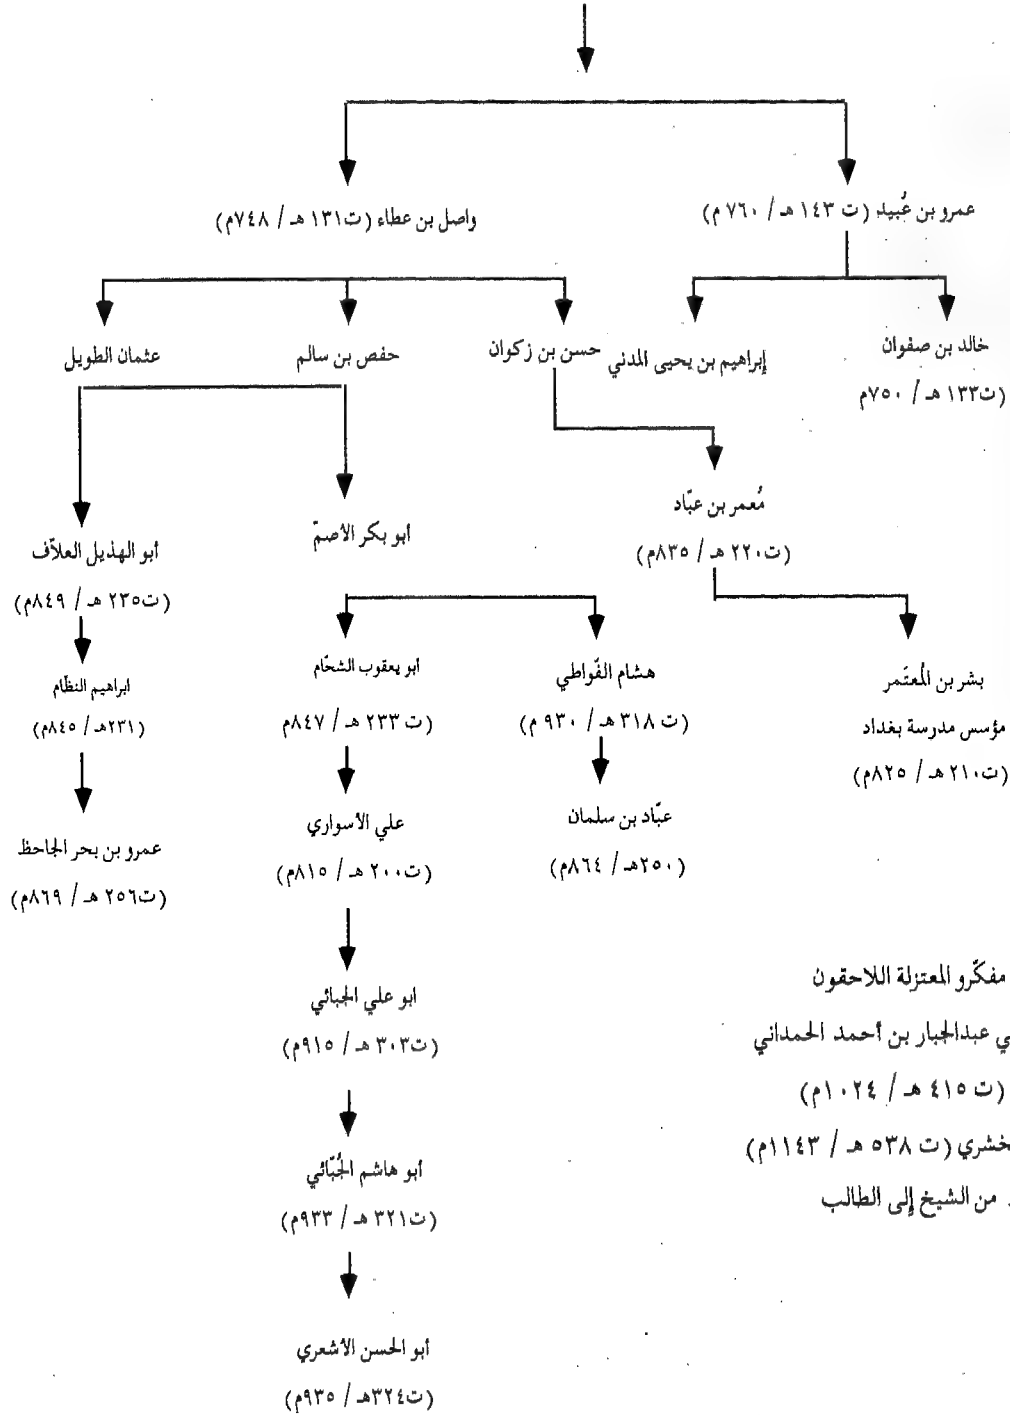 عمرو بن عُبيد (ت ١٤٣ هـ / ٧٦٠ م)
واصل بن عطاء (ت١٣١ هـ / ٧٤٨م)
خالد بن صفوان
(ت١٣٣ هـ / ٧٥٠م
إبراهيم بن يحيى المدني
حسن بن زكوان
حفص بن سالم
عثمان الطويل
مُعمر بن عبّاد
(ت٢٢٠ هـ / ٨٣٥م)
أبو بكر الأصمّ
أبو الهذيل العلاّف
(ت٢٣٥ هـ / ٨٤٩م)
بشر بن المُعتَمر
مؤسس مدرسة بغداد
(ت٢١٠ هـ / ٨٢٥م)
هشام الفّواطي
(ت ٣١٨ هـ / ٩٣٠ م)
أبو يعقوب الشحّام
(ت ٢٣٣ هـ / ٨٤٧م
ابراهيم النظّام
(٢٣١هـ / ٨٤٥م)
عبّاد بن سلمان
(٢٥٠هـ / ٨٦٤م)
علي الأسواري
(ت٢٠٠ هـ / ٨١٥م)
عمرو بن بحر الجاحظ
(ت٢٥٦ هـ / ٨٦٩م)
ابو علي الجبائي
(ت٣٠٣ هـ / ٩١٥م)
أبو هاشم الجُبّائي
(ت٣٢١ هـ / ٩٣٣م)
أبو الحسن الأشعري
(ت٣٢٤هـ / ٩٣٥م)
مفكّرو المعتزلة اللاحقون
عبدالجبار بن أحمد الحمداني
(ت ٤١٥ هـ / ١٠٢٤م)
(ت ٥٣٨ هـ / ١١٤٣م)
من الشيخ إلى الطالب